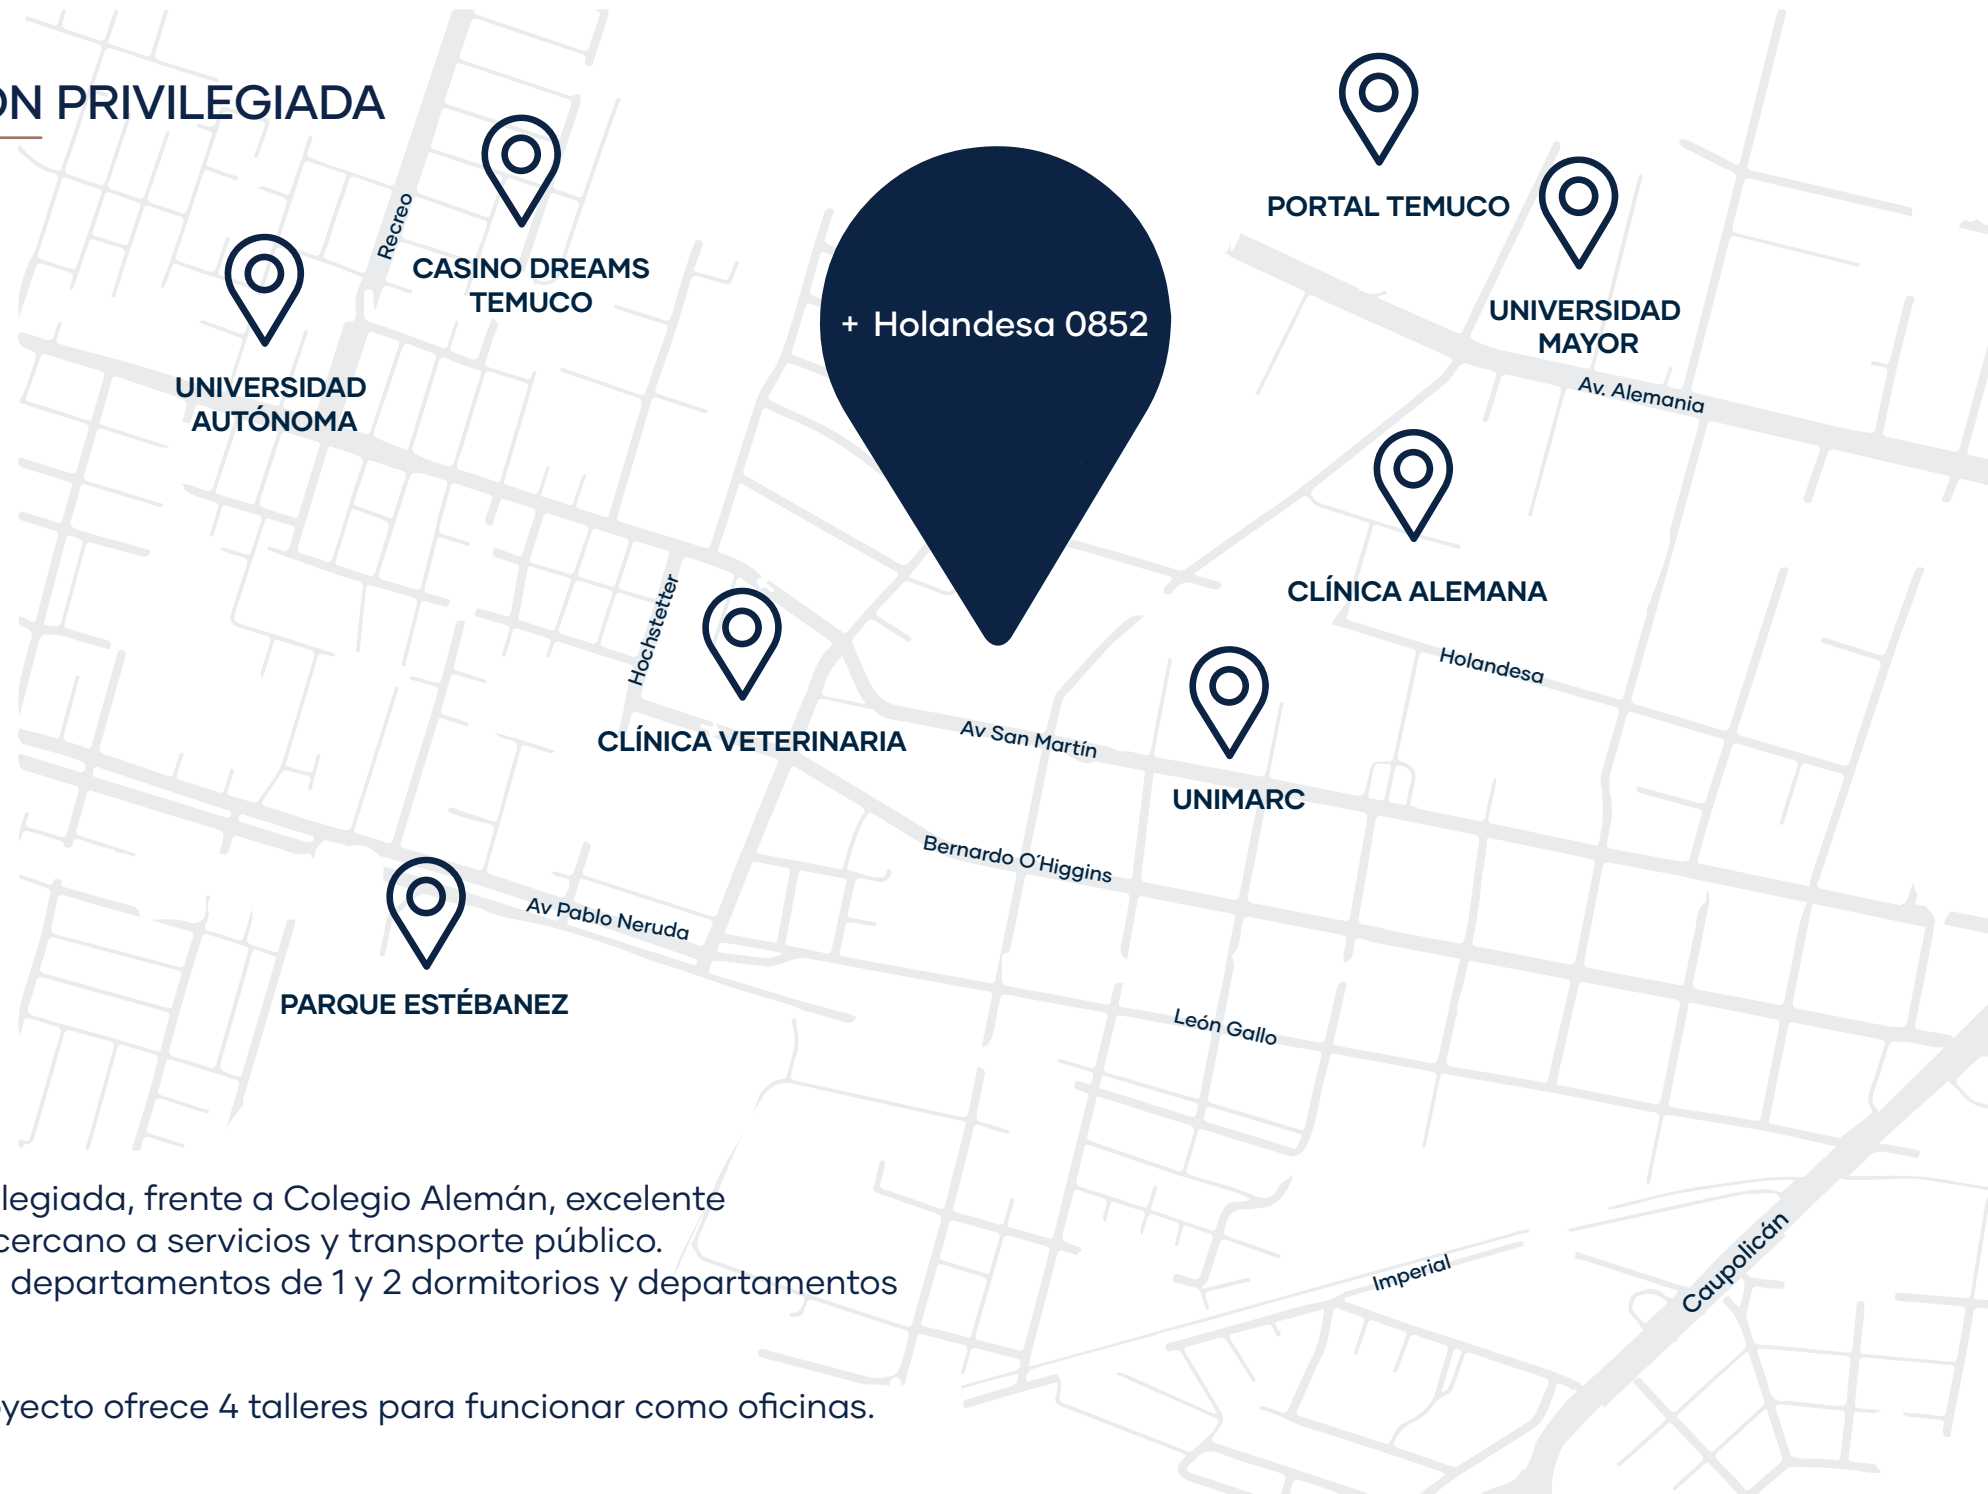 PRIVILEGIADA
PORTAL TEMUCO
Recreo
CASINO DREAMS
TEMUCO
+ Holandesa 0852
UNIVERSIDAD
MAYOR
UNIVERSIDAD
AUTÓNOMA
Av. Alemania
CLÍNICA ALEMANA
Hochstetter
Holandesa
CLÍNICA VETERINARIA
Av San Martín
UNIMARC
Bernardo O´Higgins
Av Pablo Neruda
PARQUE ESTÉBANEZ
León Gallo
legiada, frente a Colegio Alemán, excelente
cercano a servicios y transporte público.
departamentos de 1 y 2 dormitorios y departamentos
Imperial
Caupolicán
yecto ofrece 4 talleres para funcionar como oficinas.